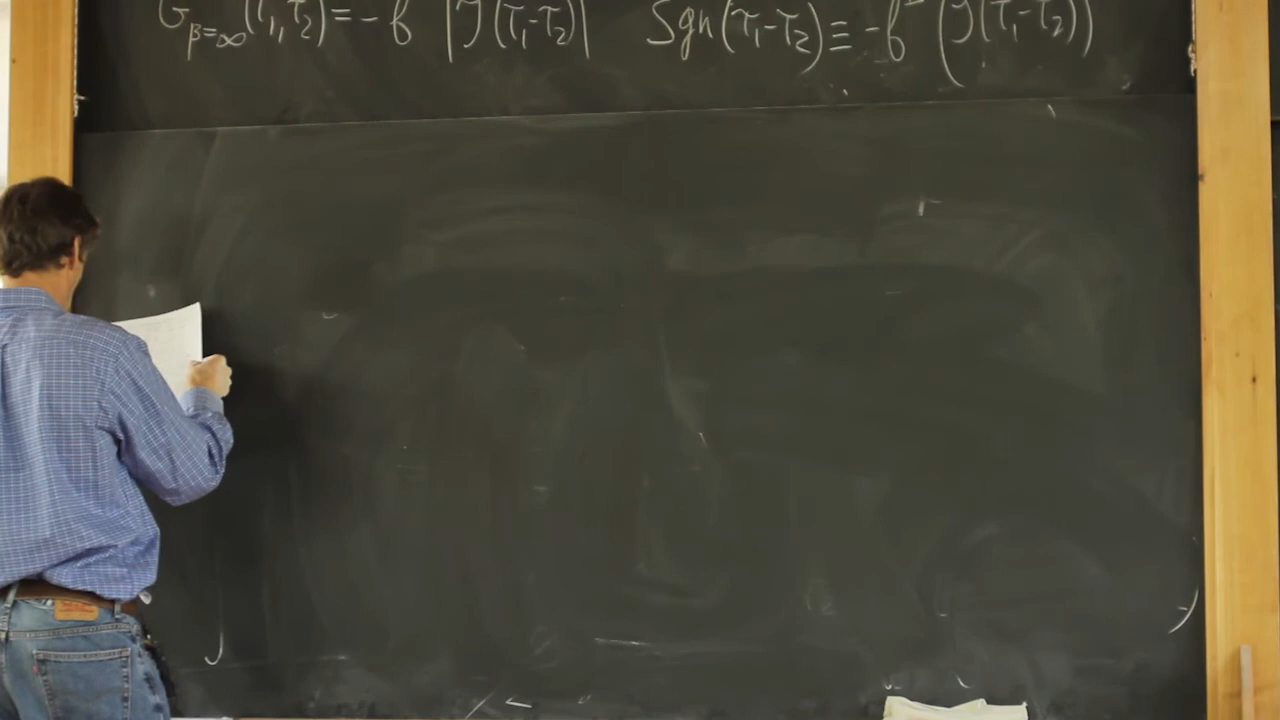 G_{β=∞}(τ₁,τ₂) = - b |J(τ₁-τ₂)| Sgn(τ₁-τ₂) ≡ -b (J(τ₁-τ₂))